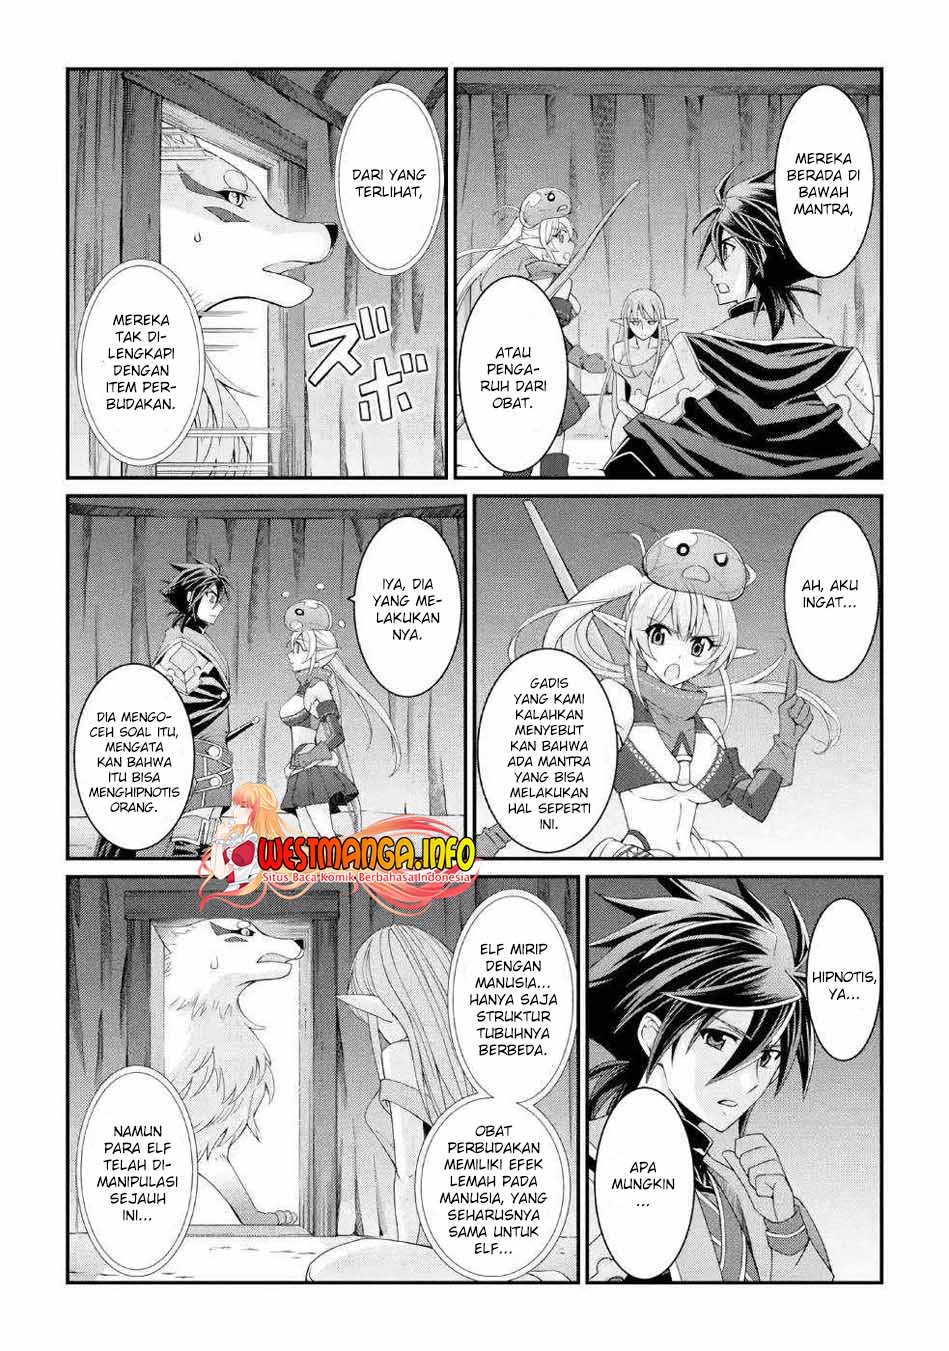 MEREKA
BERADA DI
BAWAH
MANTRA,
ATAU
PENGA-
RUH DARI
OBAT.
DARI YANG
TERLIHAT,
MEREKA
TAK DI-
LENGKAPI
DENGAN
ITEM PER-
BUDAKAN.
ズボ
AH, AKU
INGAT...
GADIS
YANG KAMI
KALAHKAN
MENYEBUT
KAN BAHWA
ADA MANTRA
YANG BISA
MELAKUKAN
HAL SEPERTI
INI.
IYA, DIA
YANG ME-
LAKUKAN
NYA.
DIA MENGO-
CEH SOAL ITU,
MENGATA
KAN BAHWA
ITU BISA
MENGHIPNOTIS
ORANG.
WESTMANGA.INFO
Situs Baca Komik Berbahasa Indonesia
HIPNOTIS,
YA...
APA
MUNGKIN
...
ELF MIRIP
DENGAN
MANUSIA...
HANYA SAJA
STRUKTUR
TUBUHNYA
BERBEDA.
OBAT
PERBUDAKAN
MEMILIKI EFEK
LEMAH PADA
MANUSIA, YANG
SEHARUSNYA
SAMA UNTUK
ELF...
NAMUN
PARA ELF
TELAH DI-
MANIPULASI
SEJAUH
INI...